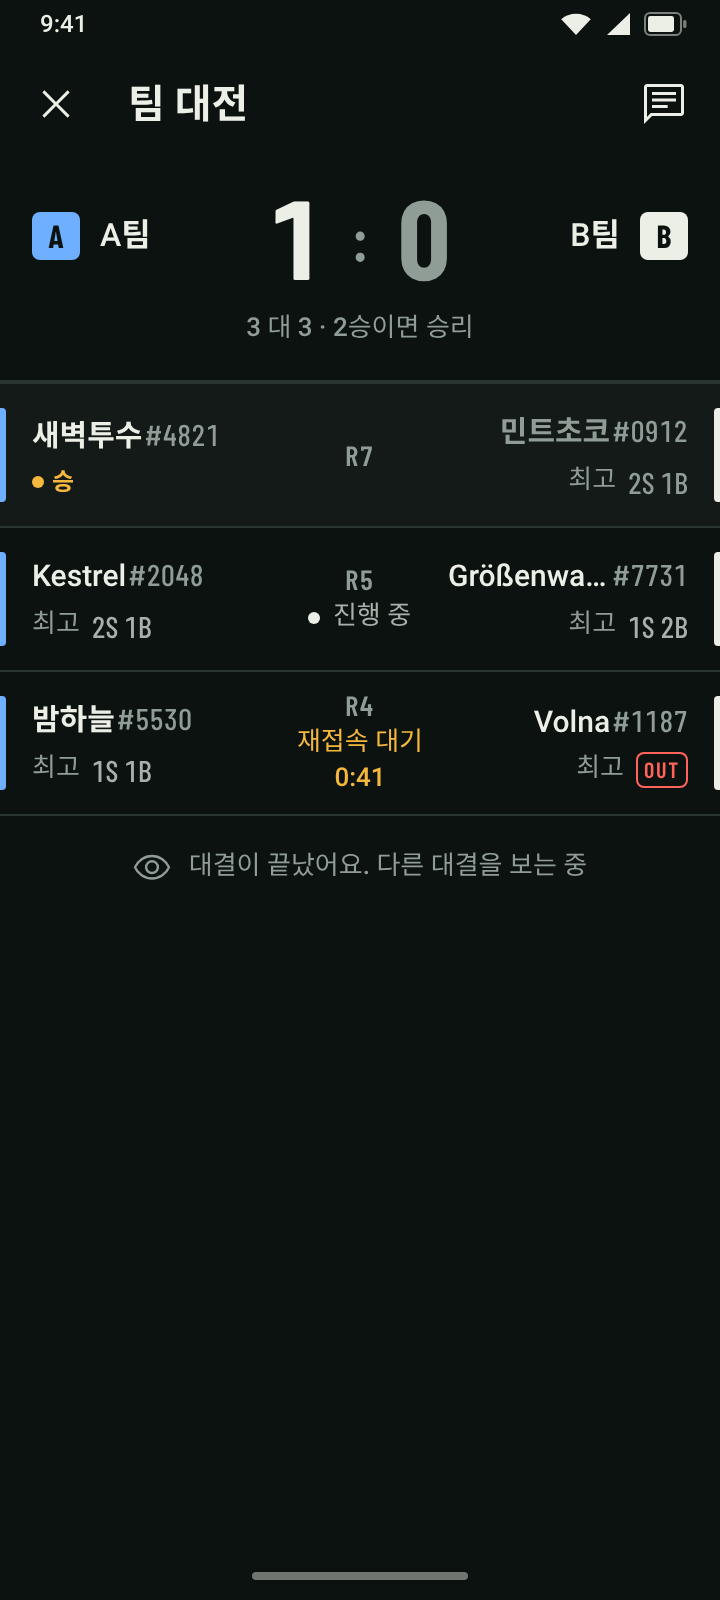 9:41
팀 대전
A A팀 1 : 0 B팀 B
3 대 3 · 2승이면 승리
새벽투수#4821 R7 민트초코#0912
승 최고 2S 1B
Kestrel#2048 R5 Größenwa... #7731
최고 2S 1B 진행 중 최고 1S 2B
밤하늘#5530 R4 Volna#1187
최고 1S 1B 재접속 대기 최고 OUT
0:41
대결이 끝났어요. 다른 대결을 보는 중